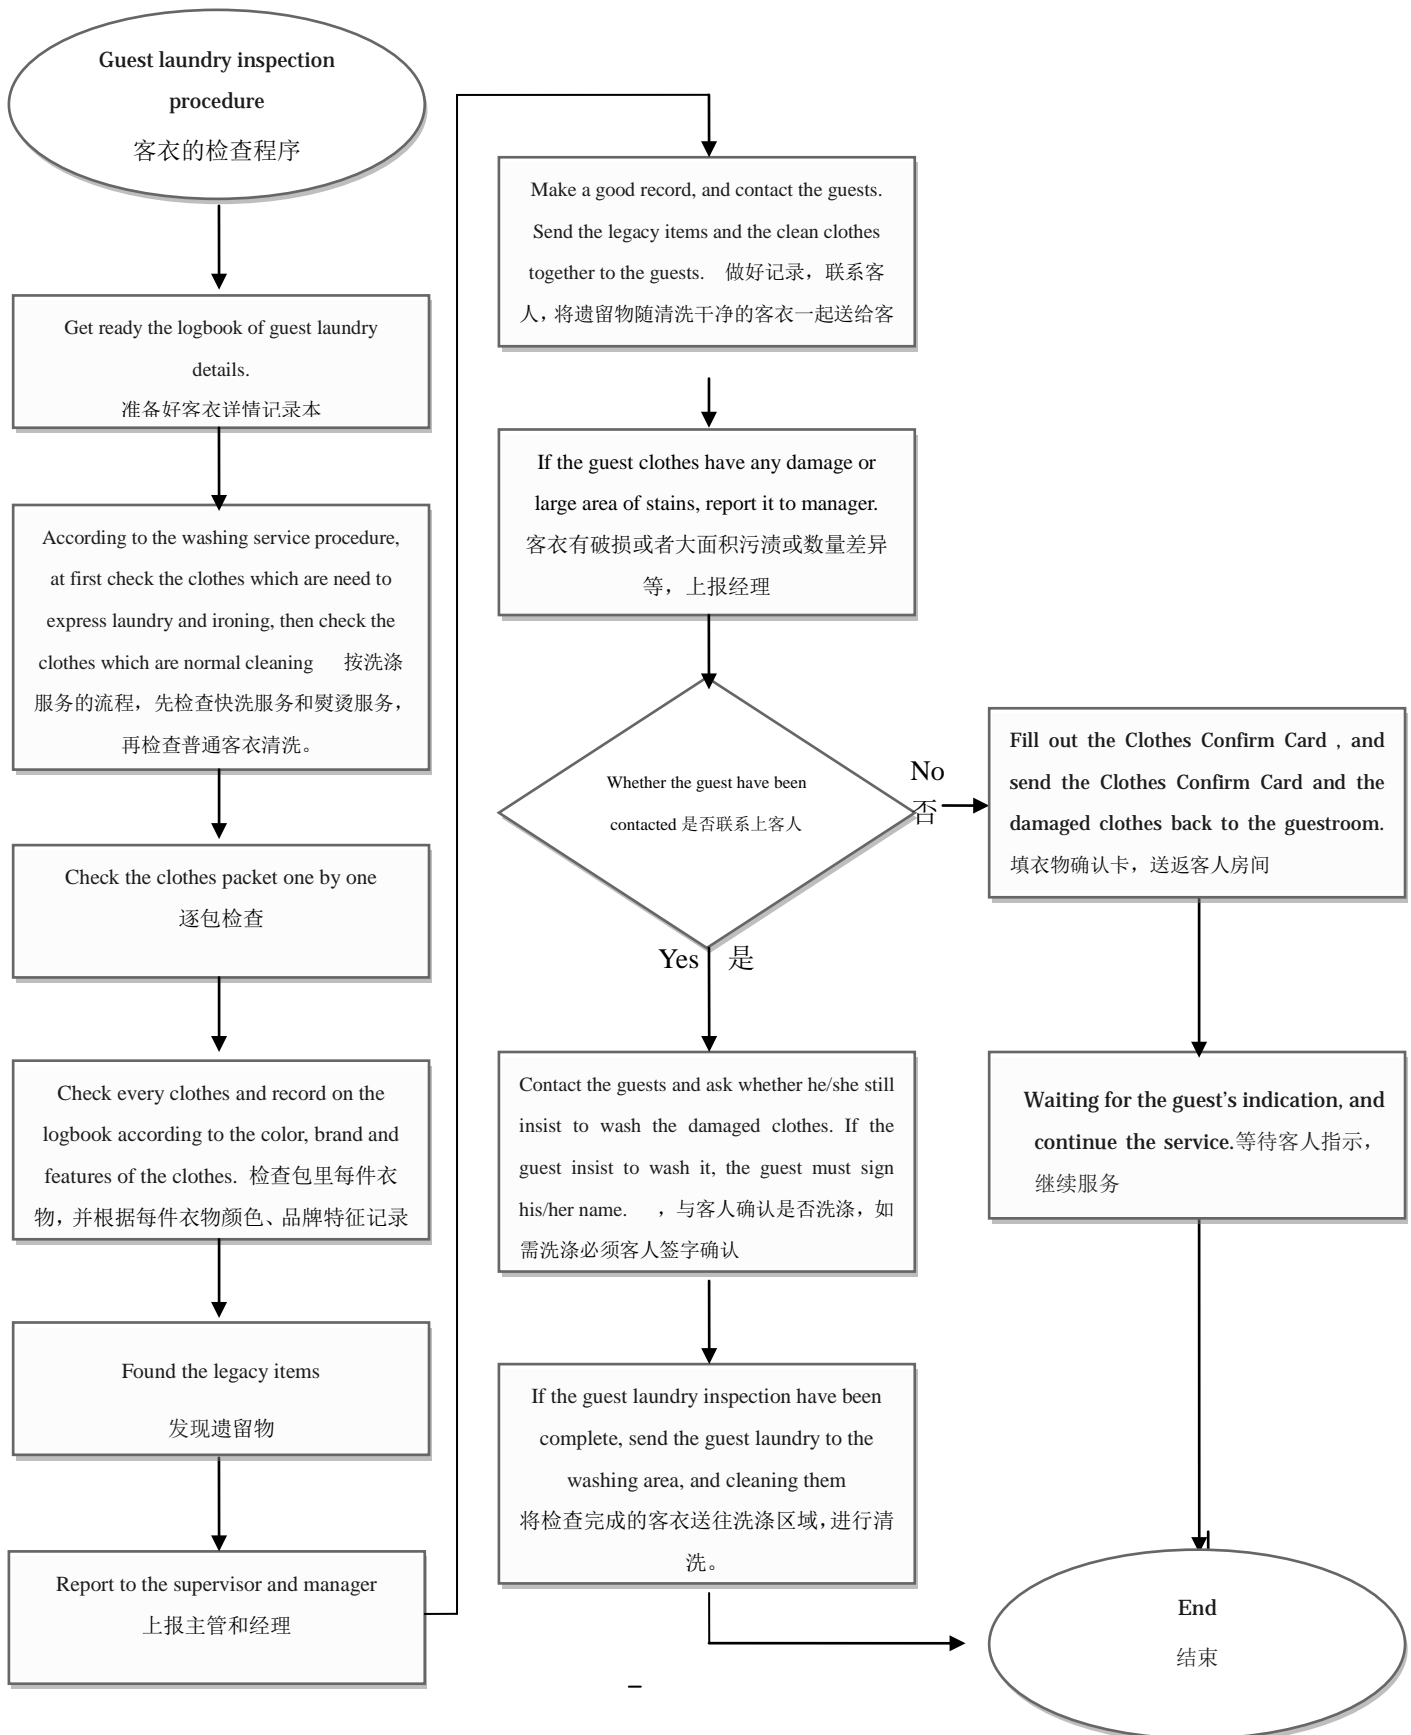 Guest laundry inspection
procedure
客衣的检查程序
Get ready the logbook of guest laundry
details.
准备好客衣详情记录本
According to the washing service procedure,
at first check the clothes which are need to
express laundry and ironing, then check the
clothes which are normal cleaning 按洗涤
服务的流程，先检查快洗服务和熨烫服务，
再检查普通客衣清洗。
Check the clothes packet one by one
逐包检查
Check every clothes and record on the
logbook according to the color, brand and
features of the clothes. 检查包里每件衣
物，并根据每件衣物颜色、品牌特征记录
Found the legacy items
发现遗留物
Report to the supervisor and manager
上报主管和经理
Make a good record, and contact the guests.
Send the legacy items and the clean clothes
together to the guests. 做好记录，联系客
人，将遗留物随清洗干净的客衣一起送给客
If the guest clothes have any damage or
large area of stains, report it to manager.
客衣有破损或者大面积污渍或数量差异
等，上报经理
Whether the guest have been
contacted 是否联系上客人
No
否
Yes 是
Fill out the Clothes Confirm Card , and
send the Clothes Confirm Card and the
damaged clothes back to the guestroom.
填衣物确认卡，送返客人房间
Contact the guests and ask whether he/she still
insist to wash the damaged clothes. If the
guest insist to wash it, the guest must sign
his/her name. ，与客人确认是否洗涤，如
需洗涤必须客人签字确认
Waiting for the guest's indication, and
continue the service.等待客人指示，
继续服务
If the guest laundry inspection have been
complete, send the guest laundry to the
washing area, and cleaning them
将检查完成的客衣送往洗涤区域，进行清
洗。
End
结束